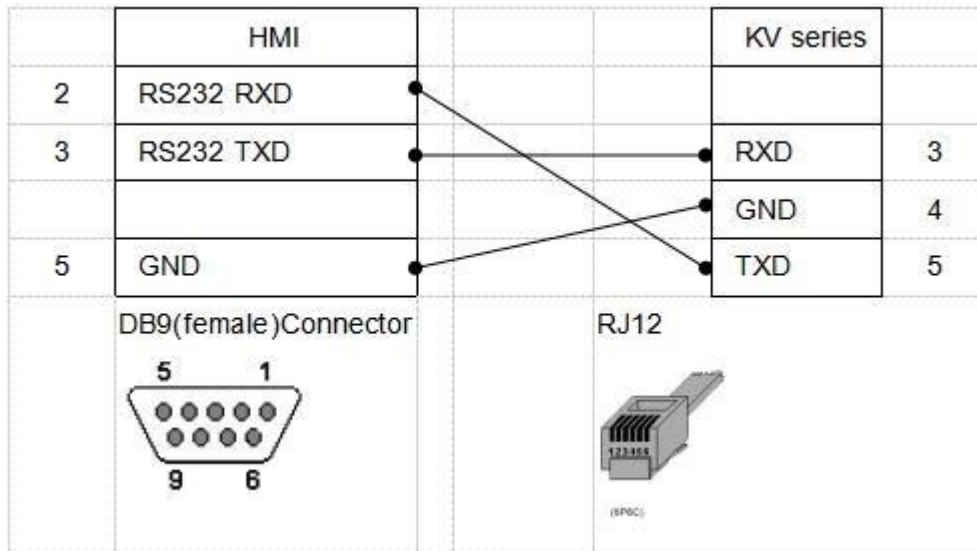 HMI KV series
2 RS232 RXD
3 RS232 TXD RXD 3
GND 4
5 GND TXD 5
DB9(female)Connector RJ12
5 1
9 6
123456
(6P6C)